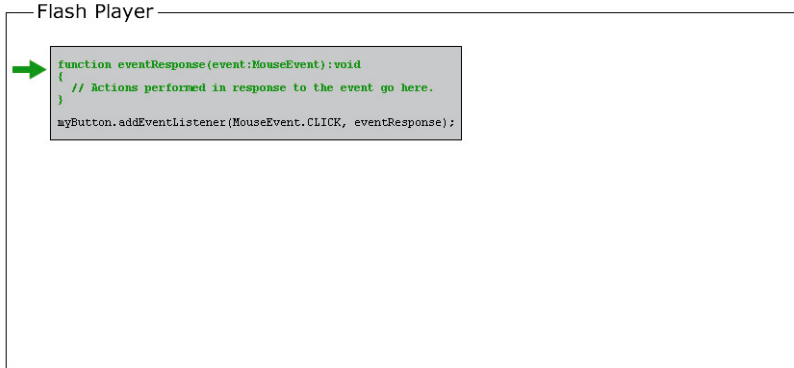 Flash Player
function eventResponse(event:MouseEvent):void
{
// Actions performed in response to the event go here.
}
myButton.addEventListener(MouseEvent.CLICK, eventResponse);